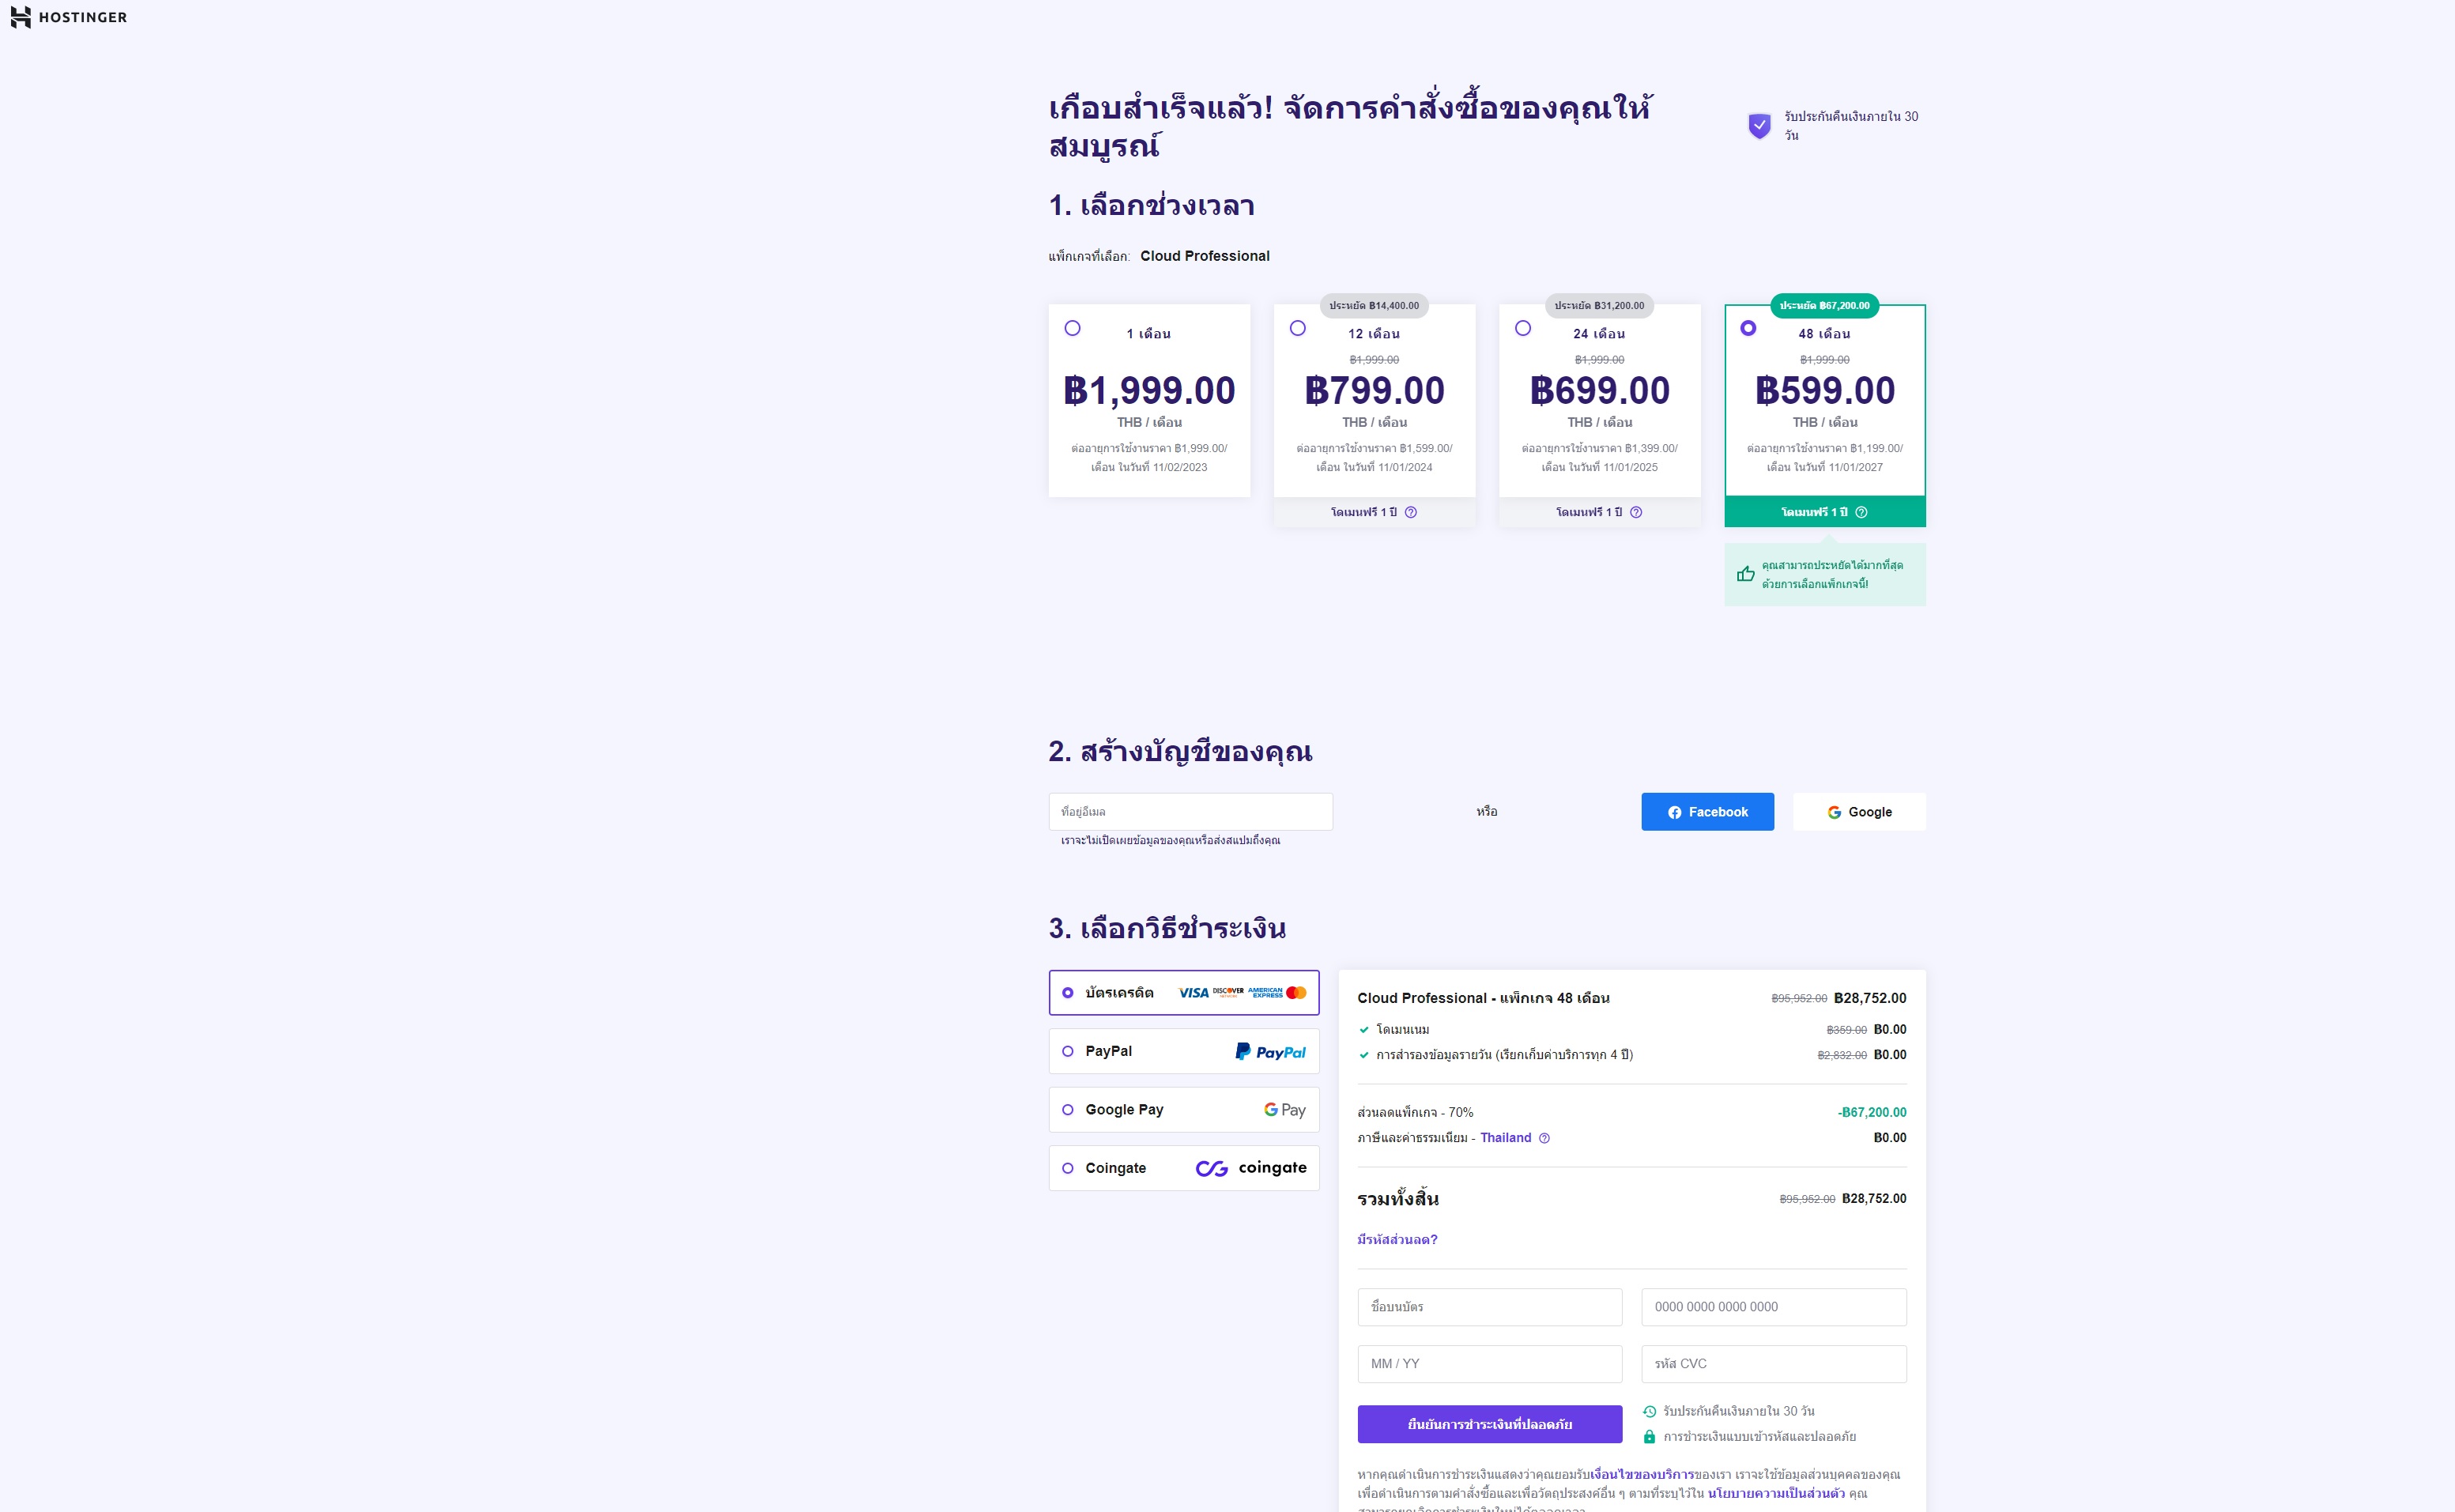 HOSTINGER
เกือบสำเร็จแล้ว! จัดการคำสั่งซื้อของคุณให้
สมบูรณ์
รับประกันคืนเงินภายใน 30
วัน
1. เลือกช่วงเวลา
แพ็กเกจที่เลือก: Cloud Professional
1 เดือน
฿1,999.00
THB / เดือน
ต่ออายุการใช้งานราคา ฿1,999.00/
เดือน ในวันที่ 11/02/2023
ประหยัด ฿14,400.00
12 เดือน
฿1,999.00
฿799.00
THB / เดือน
ต่ออายุการใช้งานราคา ฿1,599.00/
เดือน ในวันที่ 11/01/2024
โดเมนฟรี 1 ปี
ประหยัด ฿31,200.00
24 เดือน
฿1,999.00
฿699.00
THB / เดือน
ต่ออายุการใช้งานราคา ฿1,399.00/
เดือน ในวันที่ 11/01/2025
โดเมนฟรี 1 ปี
ประหยัด ฿67,200.00
48 เดือน
฿1,999.00
฿599.00
THB / เดือน
ต่ออายุการใช้งานราคา ฿1,199.00/
เดือน ในวันที่ 11/01/2027
โดเมนฟรี 1 ปี
คุณสามารถประหยัดได้มากที่สุด
ด้วยการเลือกแพ็กเกจนี้!
2. สร้างบัญชีของคุณ
ที่อยู่อีเมล
เราจะไม่เปิดเผยข้อมูลของคุณหรือส่งสแปมถึงคุณ
หรือ
Facebook
Google
3. เลือกวิธีชำระเงิน
บัตรเครดิต VISA DISCOVER AMERICAN EXPRESS
PayPal PayPal
Google Pay G Pay
Coingate coingate
Cloud Professional - แพ็กเกจ 48 เดือน ฿95,952.00 ฿28,752.00
โดเมนเนม ฿359.00 ฿0.00
การสำรองข้อมูลรายวัน (เรียกเก็บค่าบริการทุก 4 ปี) ฿2,832.00 ฿0.00
ส่วนลดแพ็กเกจ - 70% -฿67,200.00
ภาษีและค่าธรรมเนียม - Thailand ฿0.00
รวมทั้งสิ้น ฿95,952.00 ฿28,752.00
มีรหัสส่วนลด?
ชื่อบนบัตร
0000 0000 0000 0000
MM / YY
รหัส CVC
ยืนยันการชำระเงินที่ปลอดภัย
รับประกันคืนเงินภายใน 30 วัน
การชำระเงินแบบเข้ารหัสและปลอดภัย
หากคุณดำเนินการชำระเงินแสดงว่าคุณยอมรับเงื่อนไขของบริการของเรา เราจะใช้ข้อมูลส่วนบุคคลของคุณ
เพื่อดำเนินการตามคำสั่งซื้อและเพื่อวัตถุประสงค์อื่น ๆ ตามที่ระบุไว้ใน นโยบายความเป็นส่วนตัว คุณ